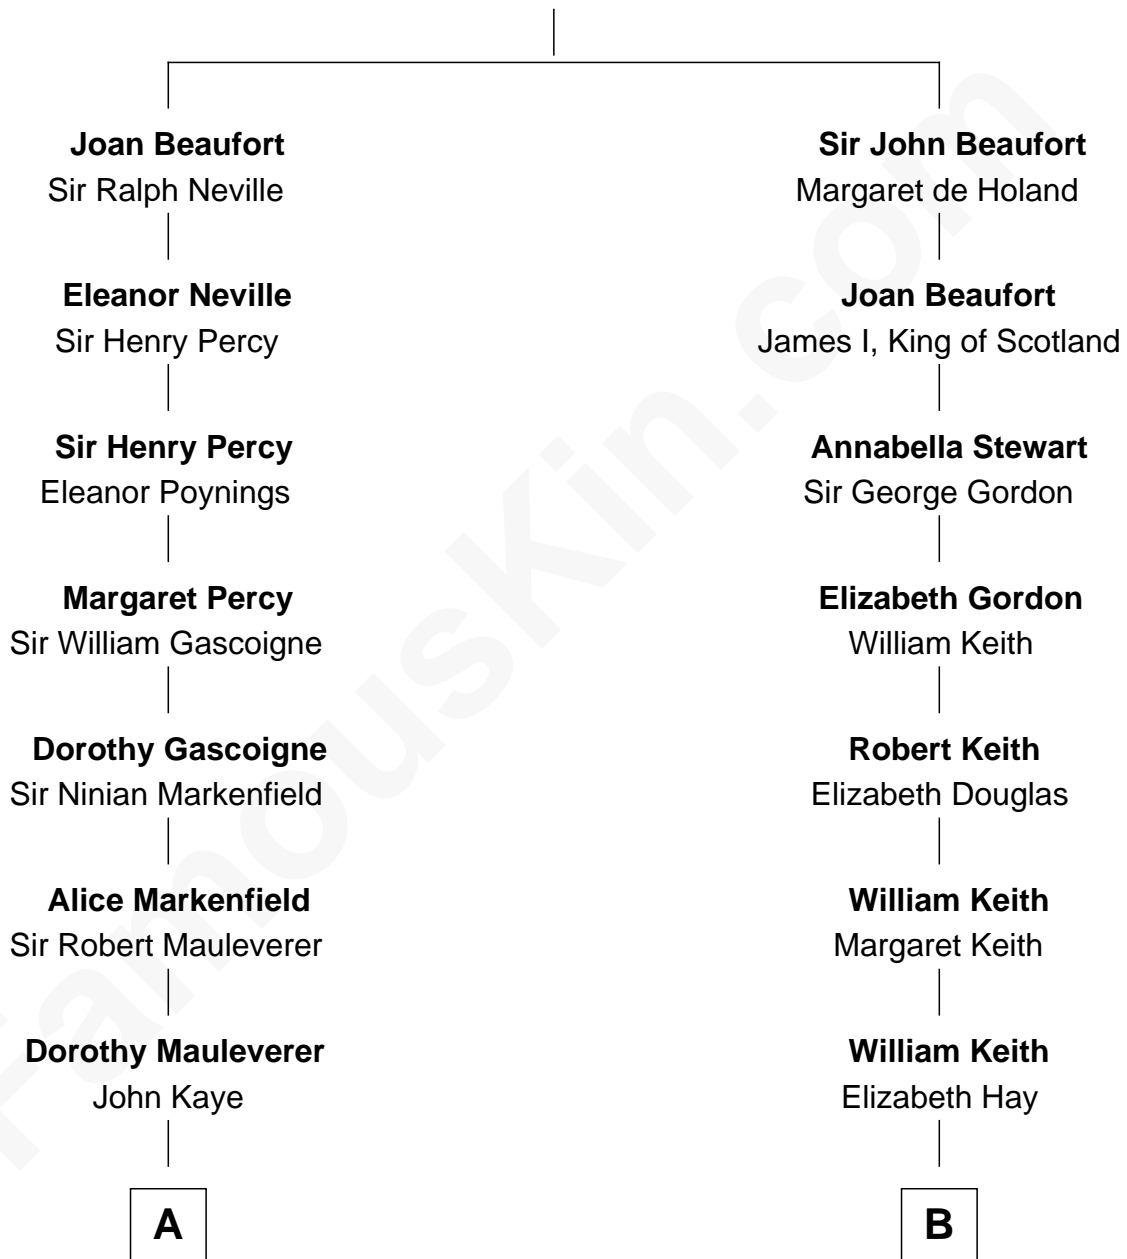 Joan Beaufort
Sir Ralph Neville
Eleanor Neville
Sir Henry Percy
Sir Henry Percy
Eleanor Poynings
Margaret Percy
Sir William Gascoigne
Dorothy Gascoigne
Sir Ninian Markenfield
Alice Markenfield
Sir Robert Mauleverer
Dorothy Mauleverer
John Kaye
A
Sir John Beaufort
Margaret de Holand
Joan Beaufort
James I, King of Scotland
Annabella Stewart
Sir George Gordon
Elizabeth Gordon
William Keith
Robert Keith
Elizabeth Douglas
William Keith
Margaret Keith
William Keith
Elizabeth Hay
B
FamousKin.com